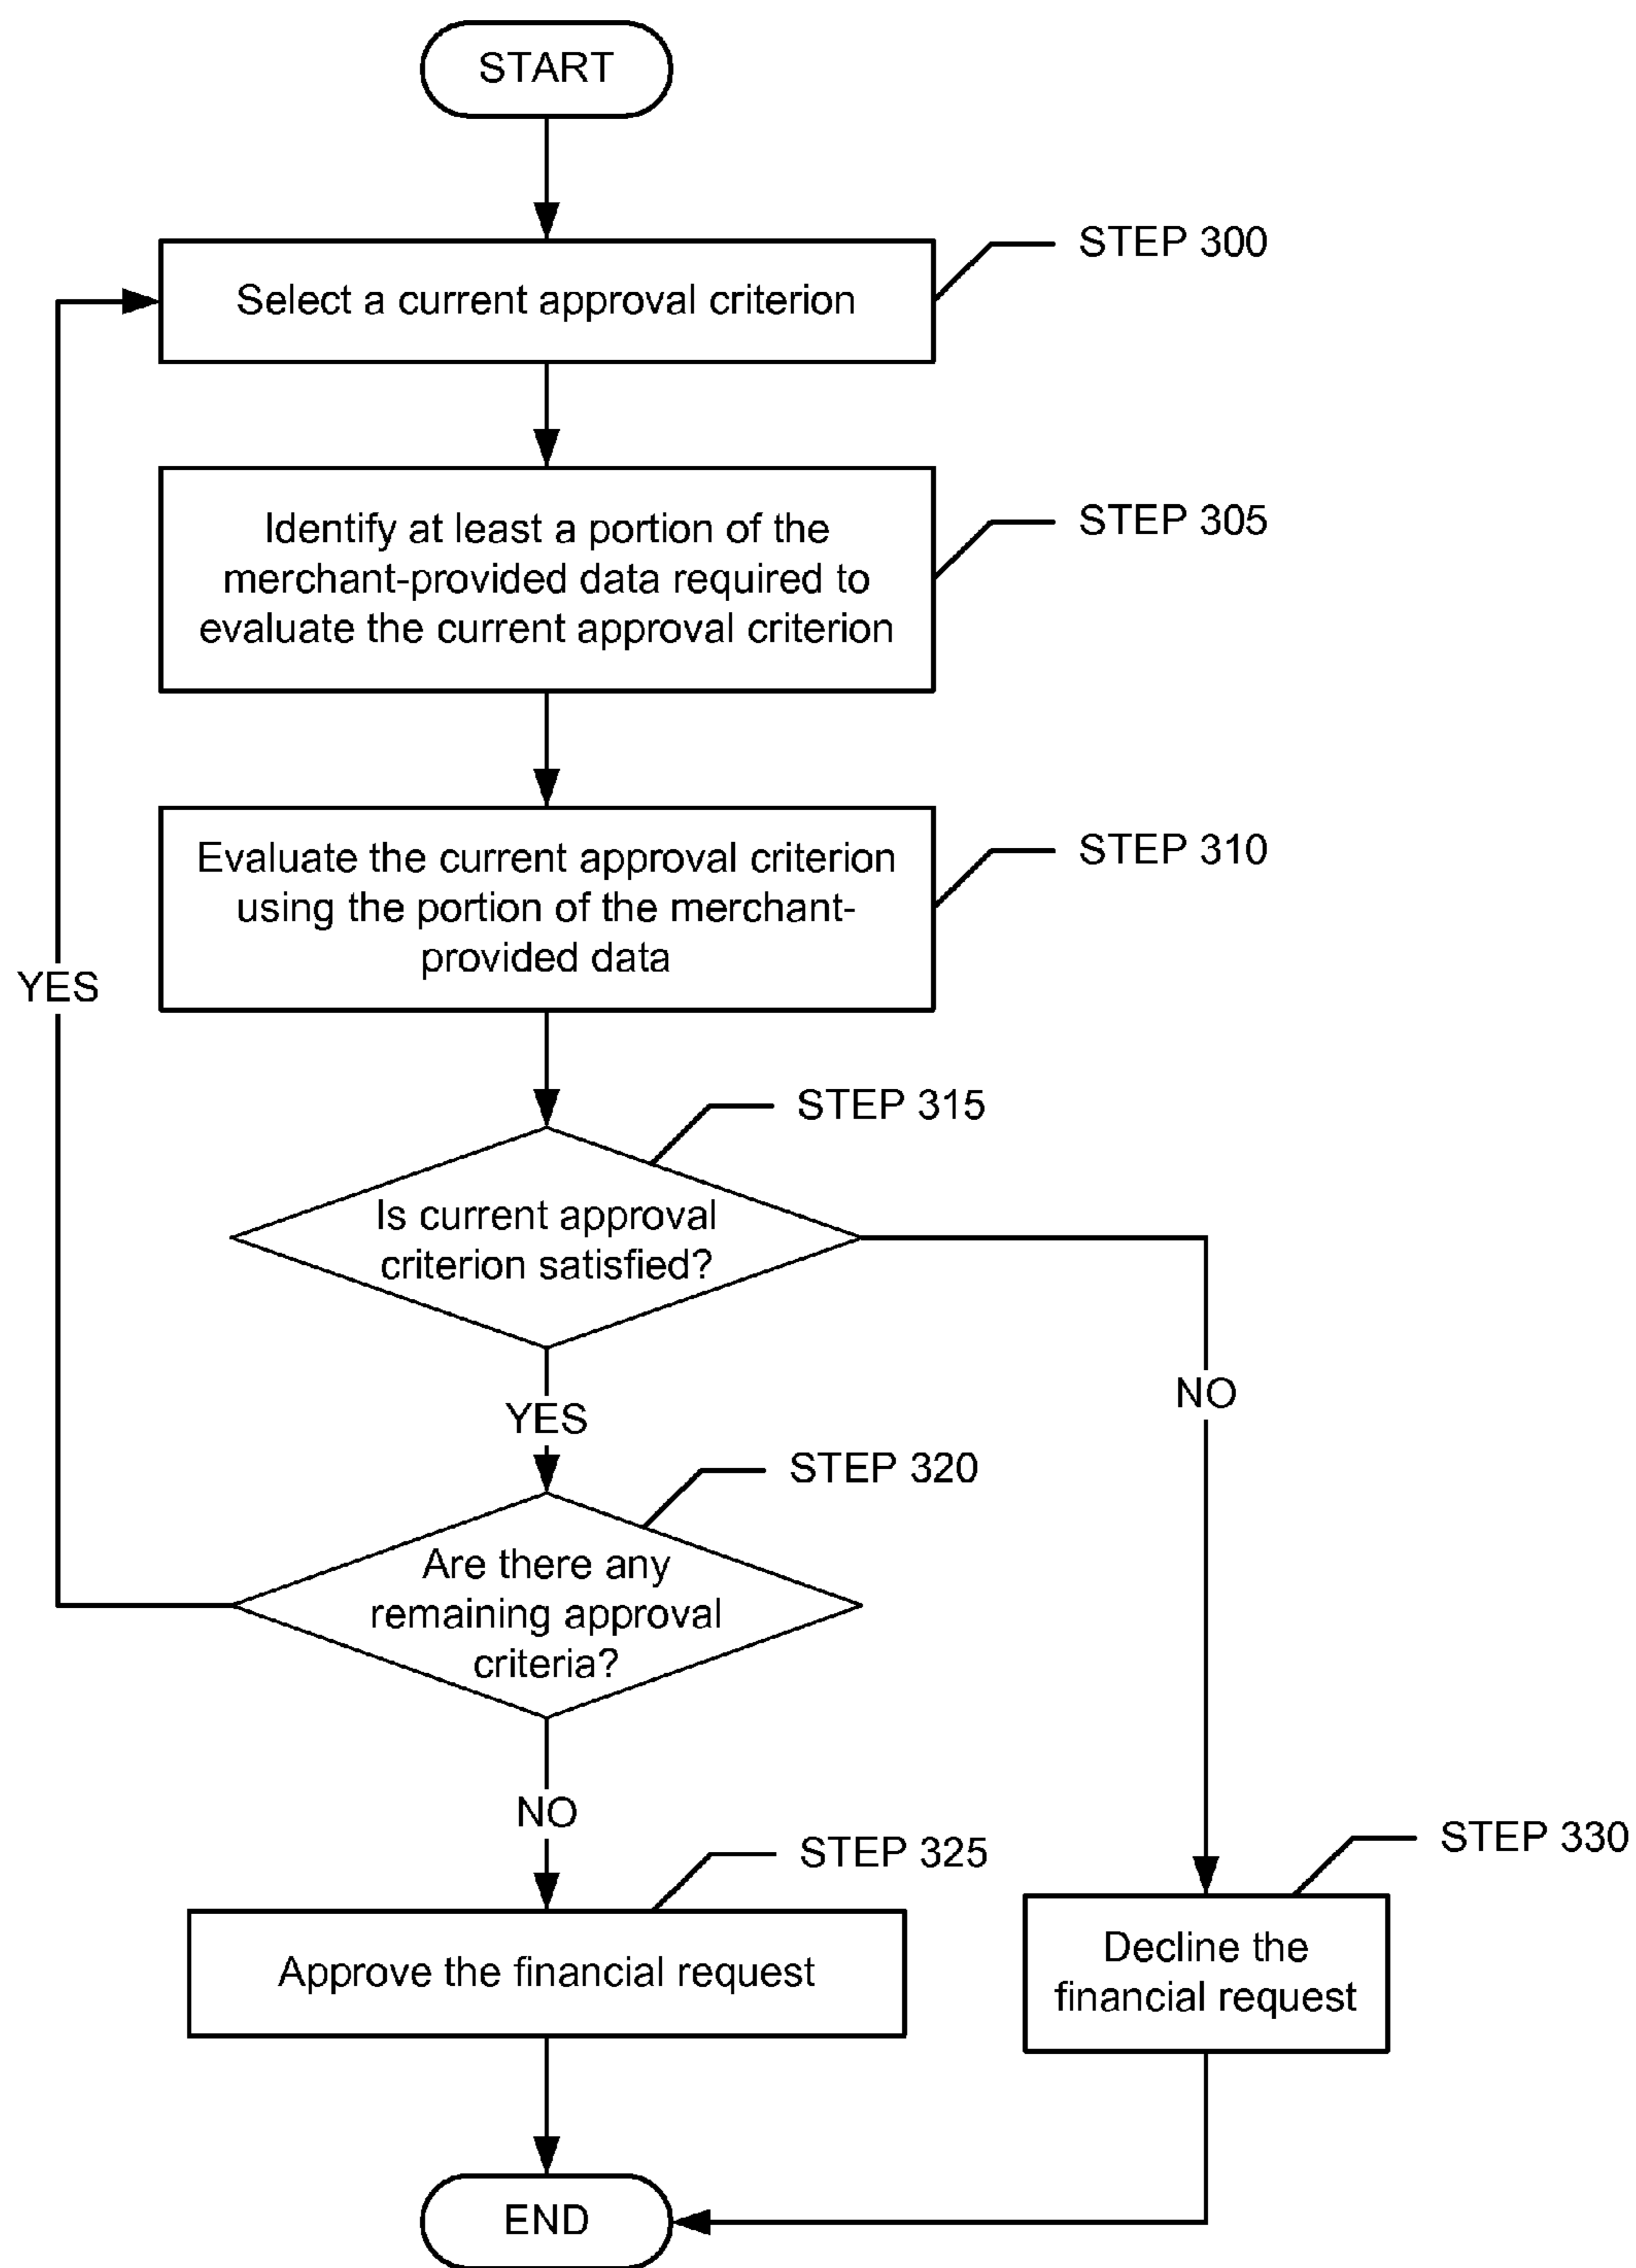 START
STEP 300
Select a current approval criterion
STEP 305
Identify at least a portion of the
merchant-provided data required to
evaluate the current approval criterion
STEP 310
Evaluate the current approval criterion
using the portion of the merchant-
provided data
YES
STEP 315
Is current approval
criterion satisfied?
NO
YES
STEP 320
Are there any
remaining approval
criteria?
NO
STEP 325
Approve the financial request
STEP 330
Decline the
financial request
END